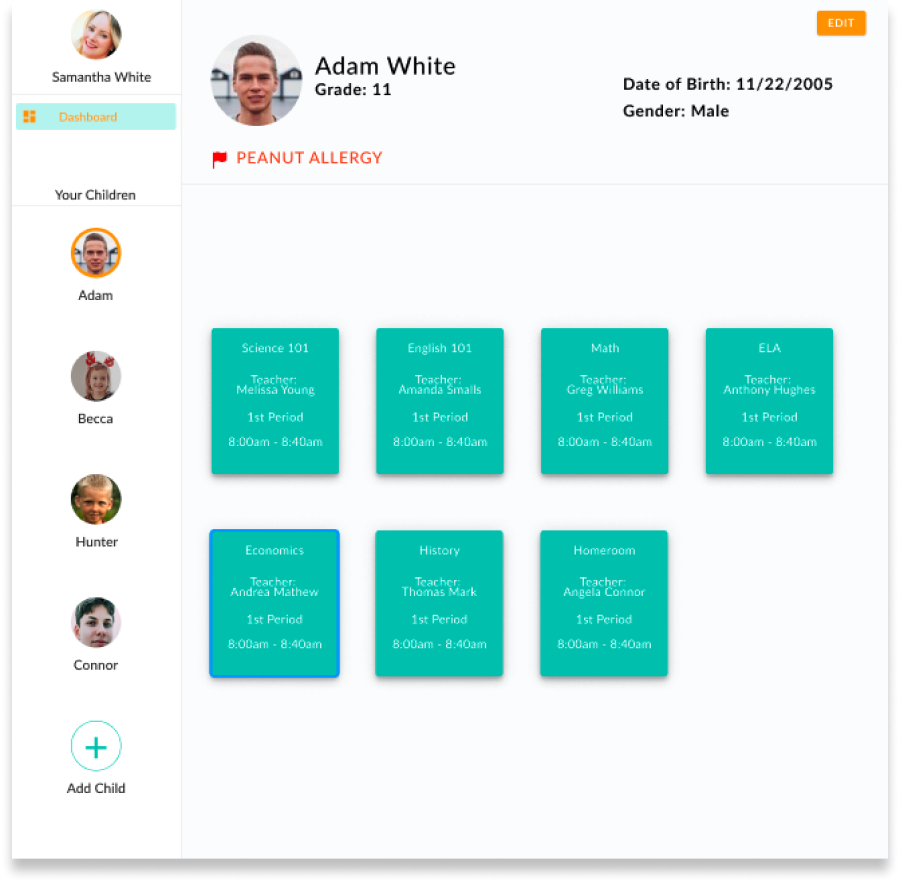 Samantha White
Dashboard
Your Children
Adam
Becca
Hunter
Connor
Add Child
EDIT
Adam White
Grade: 11
Date of Birth: 11/22/2005
Gender: Male
PEANUT ALLERGY
Science 101
Teacher:
Melissa Young
1st Period
8:00am - 8:40am
English 101
Teacher:
Amanda Smalls
1st Period
8:00am - 8:40am
Math
Teacher:
Greg Williams
1st Period
8:00am - 8:40am
ELA
Teacher:
Anthony Hughes
1st Period
8:00am - 8:40am
Economics
Teacher:
Andrea Mathew
1st Period
8:00am - 8:40am
History
Teacher:
Thomas Mark
1st Period
8:00am - 8:40am
Homeroom
Teacher:
Angela Connor
1st Period
8:00am - 8:40am